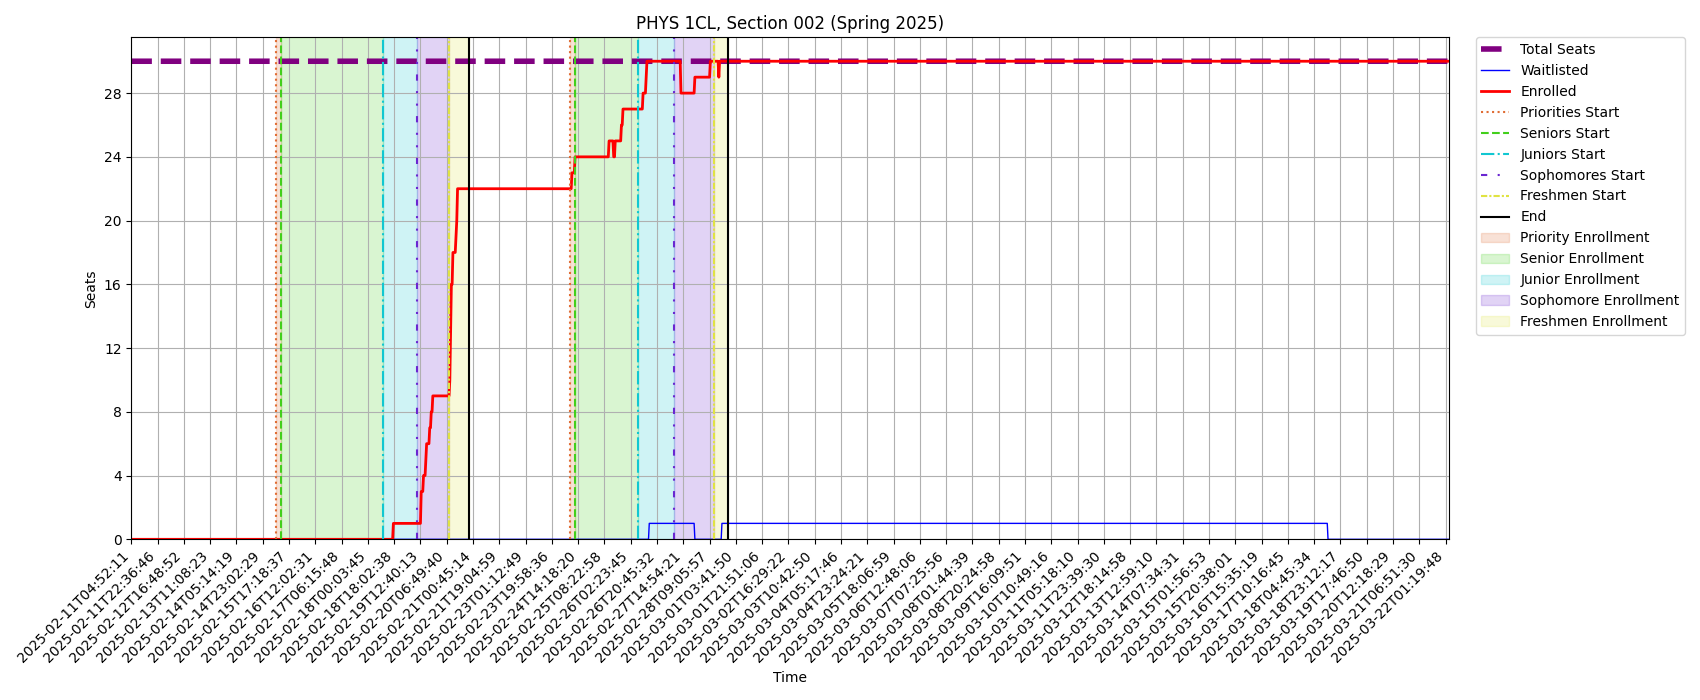 PHYS 1CL, Section 002 (Spring 2025)
Seats
28
24
20
16
12
8
4
0
2025-02-11T04:52:11
2025-02-11T22:36:46
2025-02-12T16:48:52
2025-02-13T11:08:23
2025-02-14T05:14:19
2025-02-14T23:02:29
2025-02-15T17:18:37
2025-02-16T12:02:31
2025-02-17T06:15:48
2025-02-18T00:03:45
2025-02-18T18:02:38
2025-02-19T12:40:13
2025-02-20T06:49:40
2025-02-21T00:45:14
2025-02-21T19:04:59
2025-02-23T01:12:49
2025-02-23T19:58:36
2025-02-24T14:18:20
2025-02-25T08:22:58
2025-02-26T02:23:45
2025-02-26T20:45:32
2025-02-27T14:54:21
2025-02-28T09:05:57
2025-03-01T03:41:50
2025-03-01T21:51:06
2025-03-02T16:29:22
2025-03-03T10:42:50
2025-03-04T05:17:46
2025-03-04T23:24:21
2025-03-05T18:06:59
2025-03-06T12:48:06
2025-03-07T07:25:56
2025-03-08T01:44:39
2025-03-08T20:24:58
2025-03-09T16:09:51
2025-03-10T10:49:16
2025-03-11T05:18:10
2025-03-11T23:39:30
2025-03-12T18:14:58
2025-03-13T12:59:10
2025-03-14T07:34:31
2025-03-15T01:56:53
2025-03-15T20:38:01
2025-03-16T15:35:19
2025-03-17T10:16:45
2025-03-18T04:45:34
2025-03-18T23:12:17
2025-03-19T17:46:50
2025-03-20T12:18:29
2025-03-21T06:51:30
2025-03-22T01:19:48
Time
Total Seats
Waitlisted
Enrolled
Priorities Start
Seniors Start
Juniors Start
Sophomores Start
Freshmen Start
End
Priority Enrollment
Senior Enrollment
Junior Enrollment
Sophomore Enrollment
Freshmen Enrollment